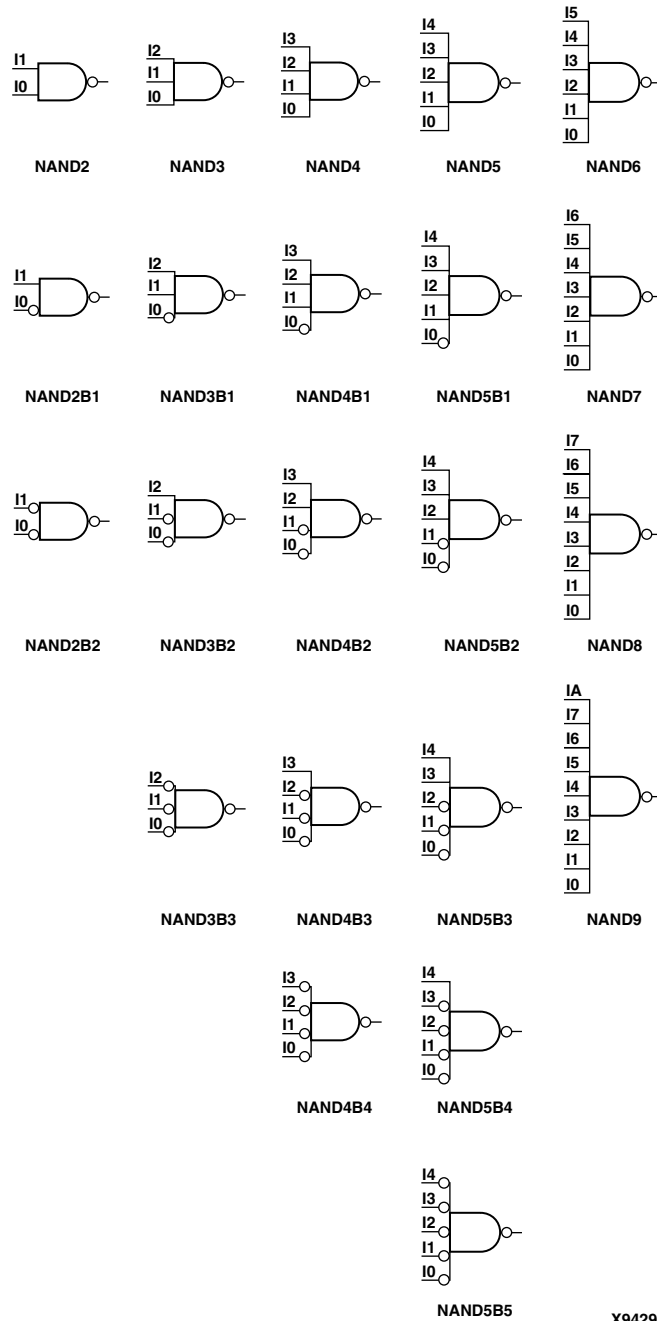 I1
I0
NAND2
I2
I1
I0
NAND3
I3
I2
I1
I0
NAND4
I4
I3
I2
I1
I0
NAND5
I5
I4
I3
I2
I1
I0
NAND6
I1
I0
NAND2B1
I2
I1
I0
NAND3B1
I3
I2
I1
I0
NAND4B1
I4
I3
I2
I1
I0
NAND5B1
I6
I5
I4
I3
I2
I1
I0
NAND7
I1
I0
NAND2B2
I2
I1
I0
NAND3B2
I3
I2
I1
I0
NAND4B2
I4
I3
I2
I1
I0
NAND5B2
I7
I6
I5
I4
I3
I2
I1
I0
NAND8
I2
I1
I0
NAND3B3
I3
I2
I1
I0
NAND4B3
I4
I3
I2
I1
I0
NAND5B3
IA
I7
I6
I5
I4
I3
I2
I1
I0
NAND9
I3
I2
I1
I0
NAND4B4
I4
I3
I2
I1
I0
NAND5B4
I4
I3
I2
I1
I0
NAND5B5
X9429